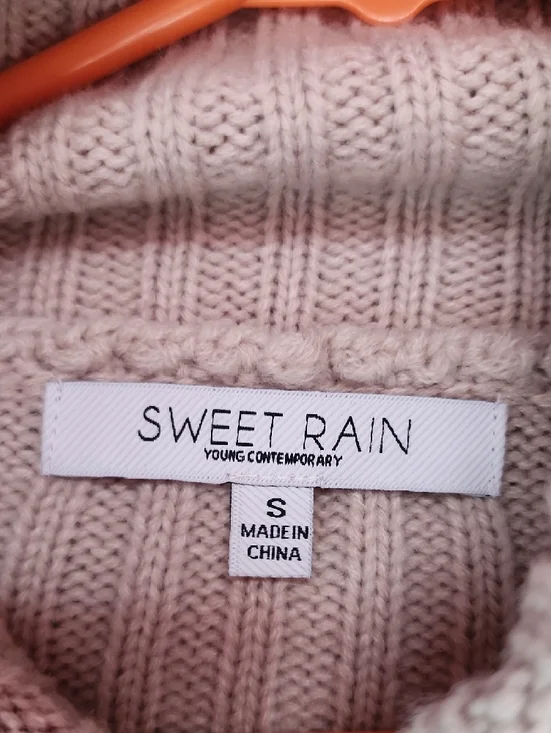 SWEET RAIN
YOUNG CONTEMPORARY
S
MADE IN
CHINA